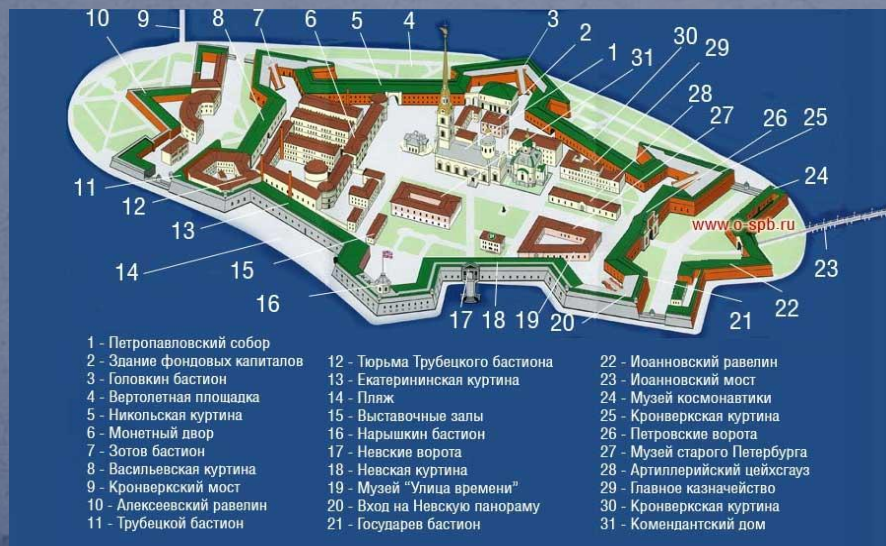 10
9
8
7
6
5
4
3
2
1
31
30
29
28
27
26
25
24
23
22
21
20
19
18
17
16
15
14
13
12
11
www.o-spb.ru
1 - Петропавловский собор
2 - Здание фондовых капиталов
3 - Головкин бастион
4 - Вертолетная площадка
5 - Никольская куртина
6 - Монетный двор
7 - Зотов бастион
8 - Васильевская куртина
9 - Кронверкский мост
10 - Алексеевский равелин
11 - Трубецкой бастион
12 - Тюрьма Трубецкого бастиона
13 - Екатерининская куртина
14 - Пляж
15 - Выставочные залы
16 - Нарышкин бастион
17 - Невские ворота
18 - Невская куртина
19 - Музей "Улица времени"
20 - Вход на Невскую панораму
21 - Государев бастион
22 - Иоанновский равелин
23 - Иоанновский мост
24 - Музей космонавтики
25 - Кронверкская куртина
26 - Петровские ворота
27 - Музей старого Петербурга
28 - Артиллерийский цейхсгауз
29 - Главное казначейство
30 - Кронверкская куртина
31 - Комендантский дом